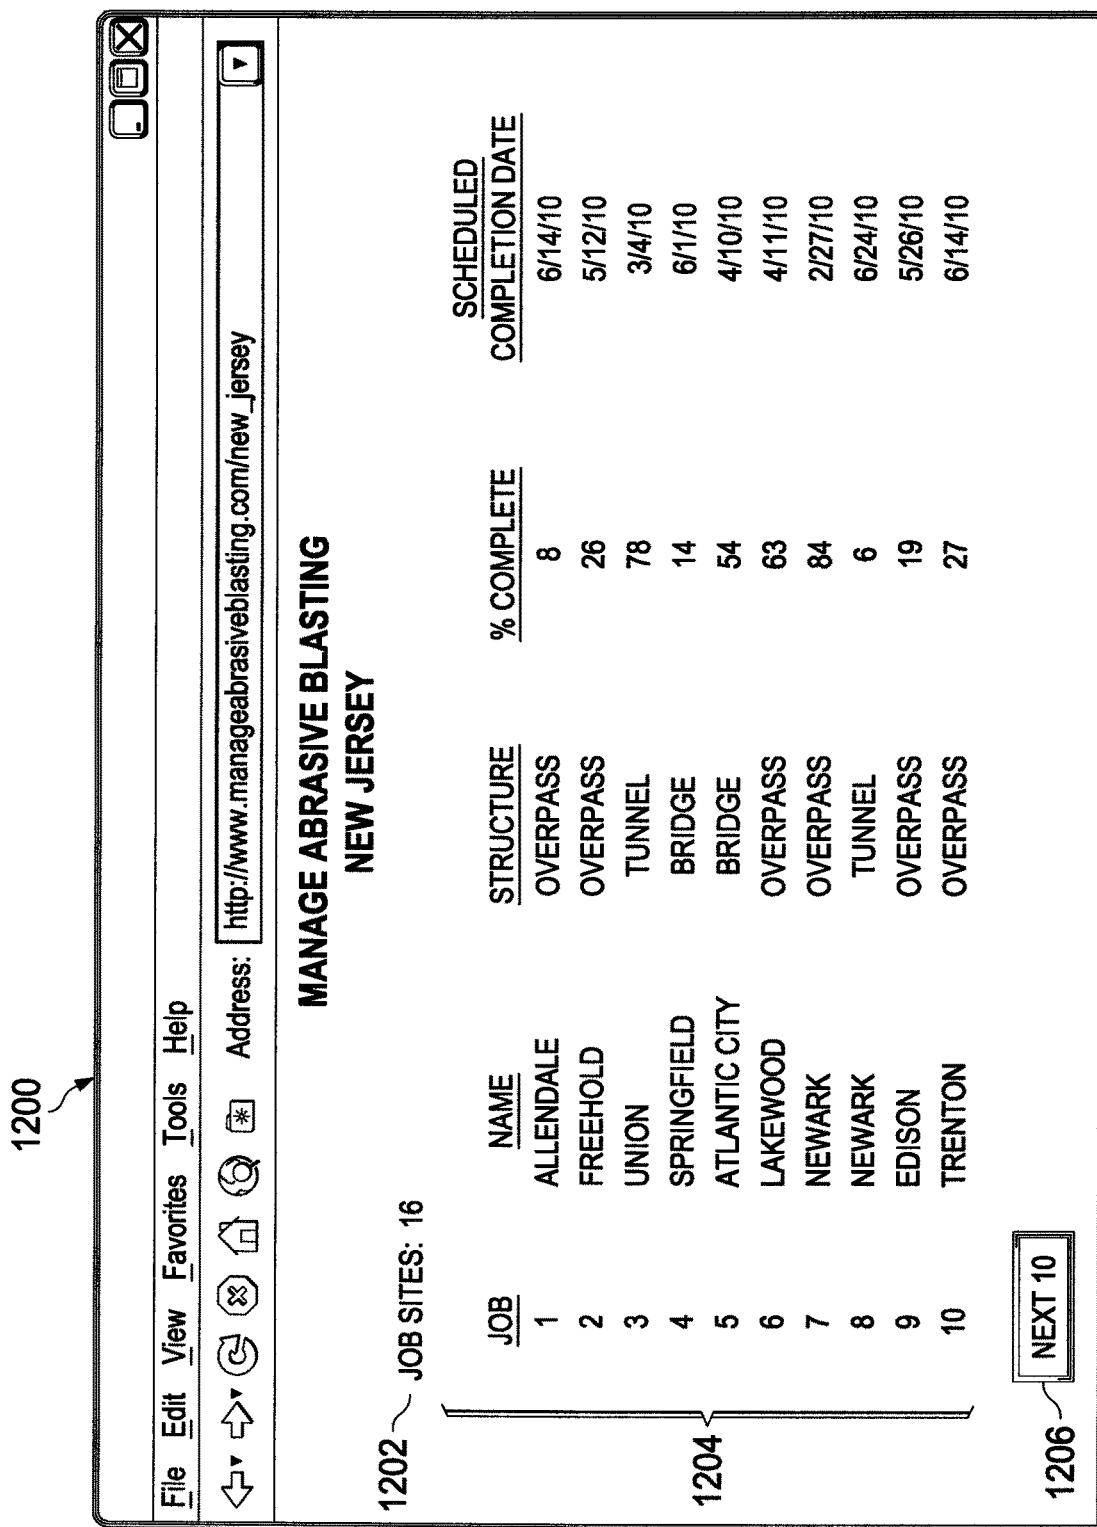 1200
File Edit View Favorites Tools Help
Address: http://www.manageabrasiveblasting.com/new_jersey
MANAGE ABRASIVE BLASTING
NEW JERSEY
1202 JOB SITES: 16
JOB NAME STRUCTURE % COMPLETE SCHEDULED COMPLETION DATE
1 ALLENDALE OVERPASS 8 6/14/10
2 FREEHOLD OVERPASS 26 5/12/10
3 UNION TUNNEL 78 3/4/10
4 SPRINGFIELD BRIDGE 14 6/1/10
5 ATLANTIC CITY BRIDGE 54 4/10/10
1204
6 LAKEWOOD OVERPASS 63 4/11/10
7 NEWARK OVERPASS 84 2/27/10
8 NEWARK TUNNEL 6 6/24/10
9 EDISON OVERPASS 19 5/26/10
10 TRENTON OVERPASS 27 6/14/10
1206 NEXT 10